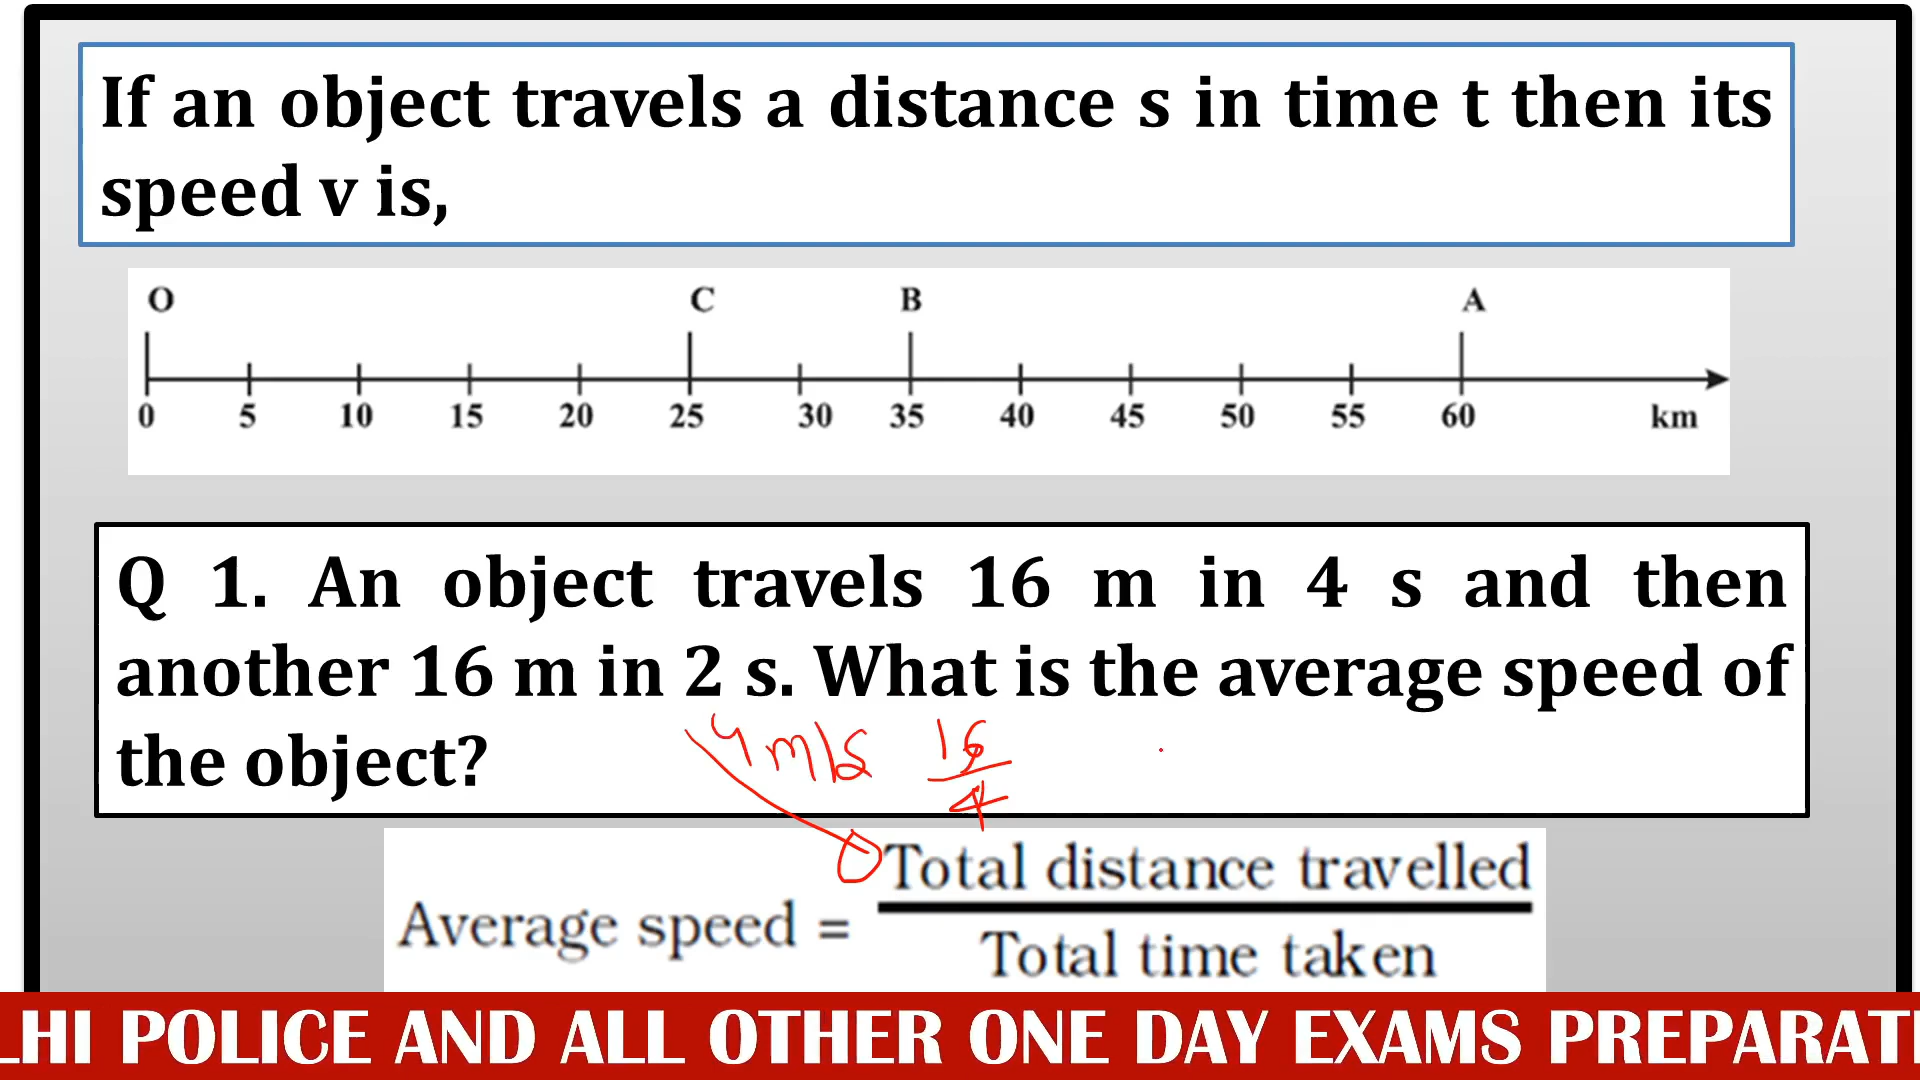 If an object travels a distance s in time t then its
speed v is,
O C B A
0 5 10 15 20 25 30 35 40 45 50 55 60 km
Q 1. An object travels 16 m in 4 s and then
another 16 m in 2 s. What is the average speed of
the object?
4 m/s 16
4
Total distance travelled
Average speed =
Total time taken
LHI POLICE AND ALL OTHER ONE DAY EXAMS PREPARATI